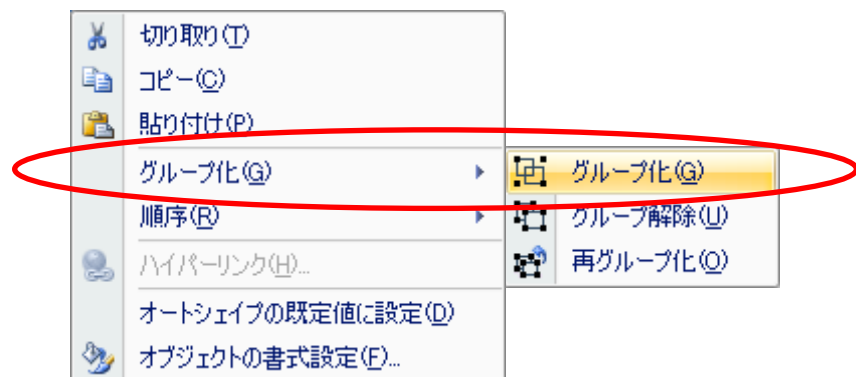 切り取り(T)
コピー(C)
貼り付け(P)
グループ化(G)
順序(R)
ハイパーリンク(H)...
オートシェイプの既定値に設定(D)
オブジェクトの書式設定(F)...
グループ化(G)
グループ解除(U)
再グループ化(O)